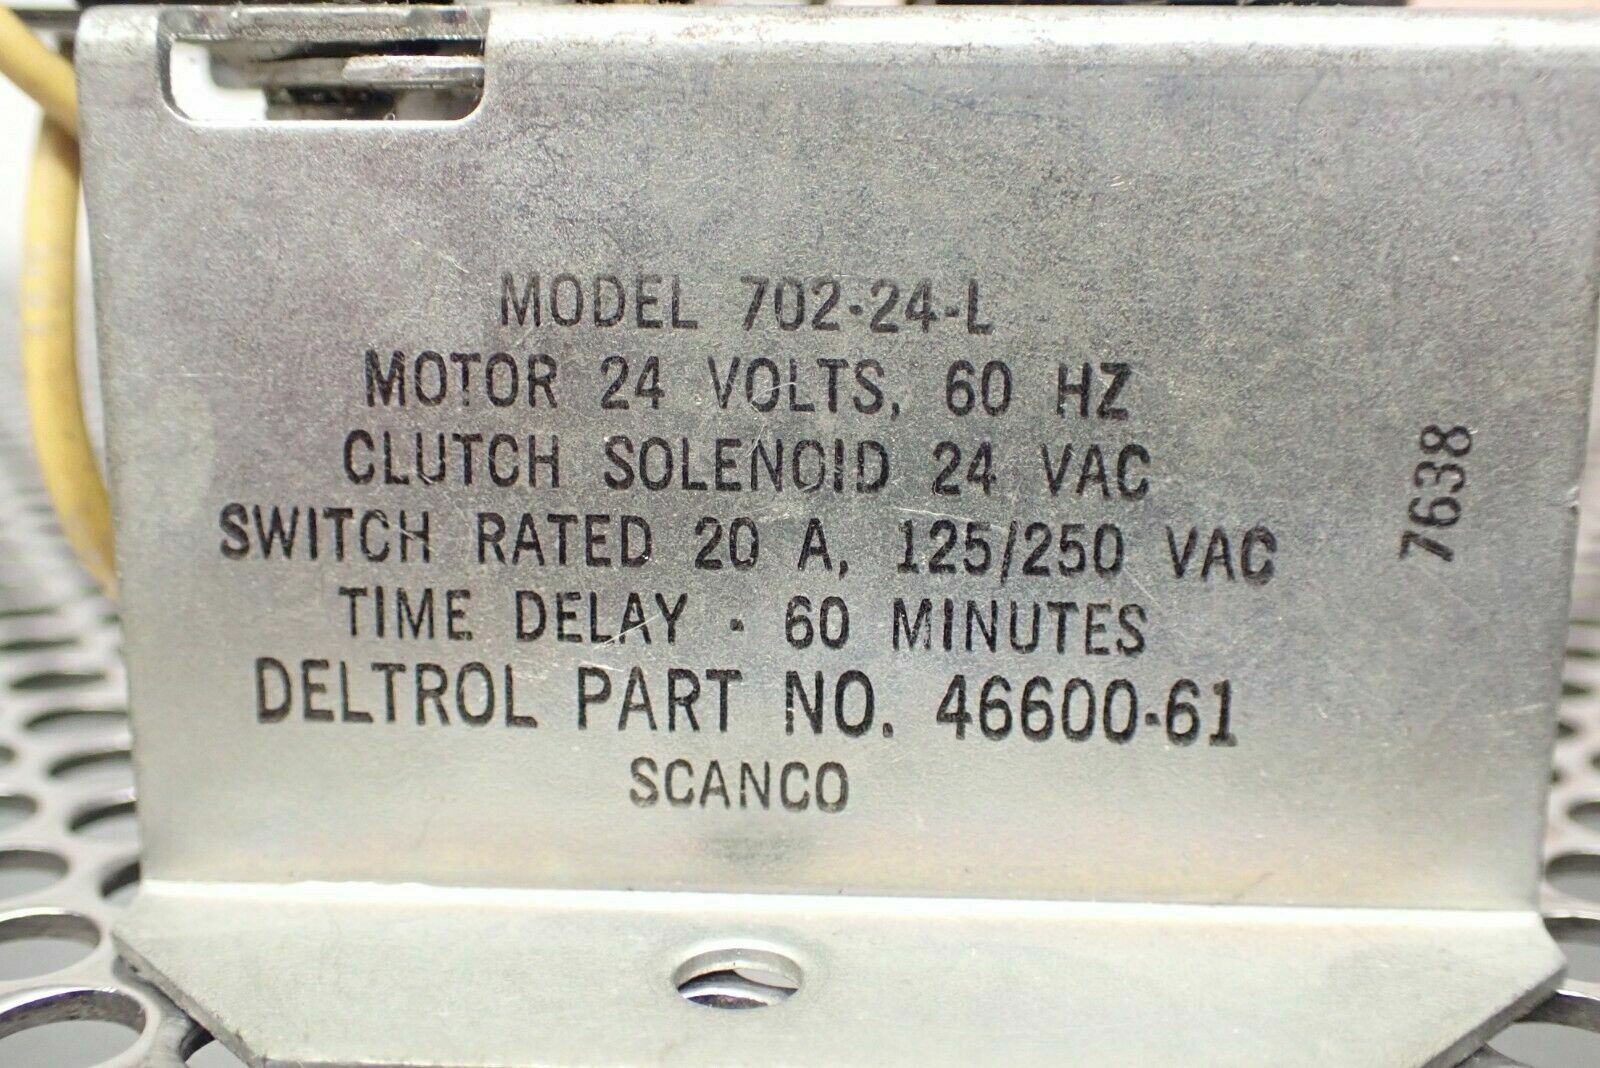 MODEL 702-24-L
MOTOR 24 VOLTS, 60 HZ
CLUTCH SOLENOID 24 VAC
SWITCH RATED 20 A, 125/250 VAC
TIME DELAY - 60 MINUTES
DELTROL PART NO. 46600-61
SCANCO
7638